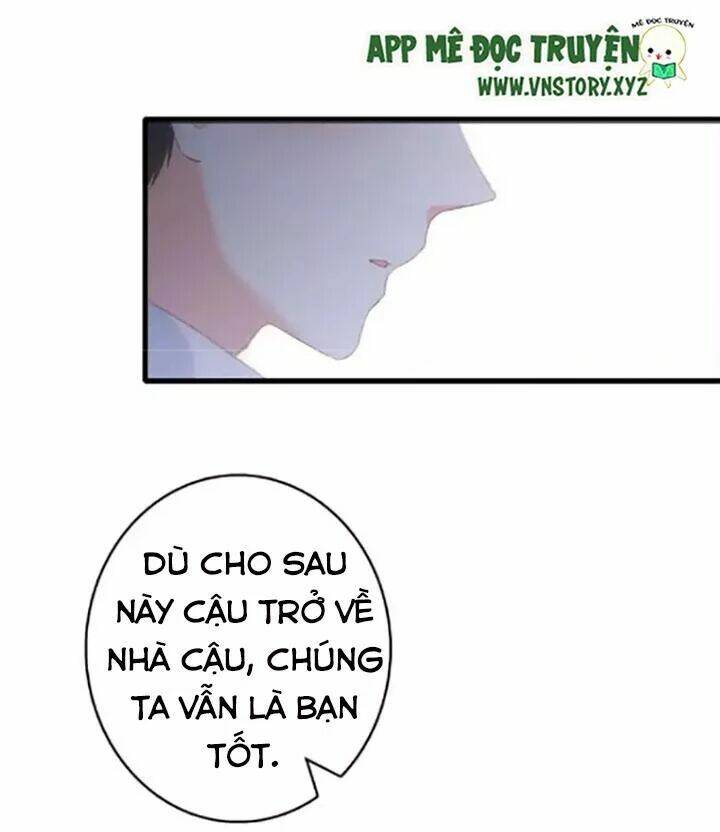 MÊ ĐỌC TRUYỆN
APP MÊ ĐỌC TRUYỆN
WWW.VNSTORY.XYZ
DÙ CHO SAU
NÀY CẬU TRỞ VỀ
NHÀ CẬU, CHÚNG
TA VẪN LÀ BẠN
TỐT.